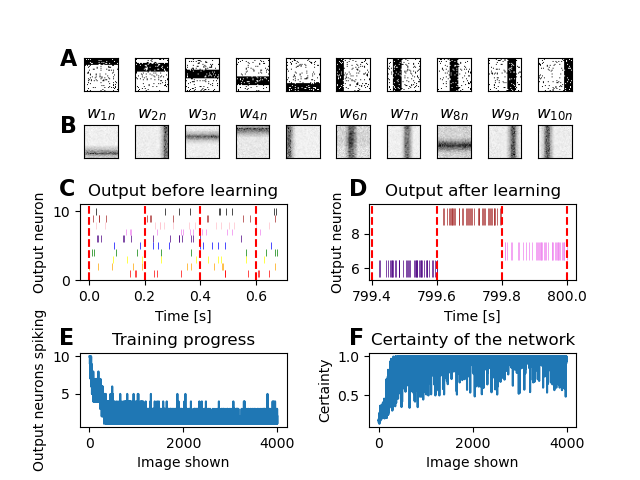 A
w1n w2n w3n w4n w5n w6n w7n w8n w9n w10n
B
C Output before learning
D Output after learning
Output neuron
10
0
0.0 0.2 0.4 0.6
Time [s]
Output neuron
8
6
799.4 799.6 799.8 800.0
Time [s]
E Training progress
F Certainty of the network
Output neurons spiking
10
5
0 2000 4000
Image shown
Certainty
1.0
0.5
0 2000 4000
Image shown